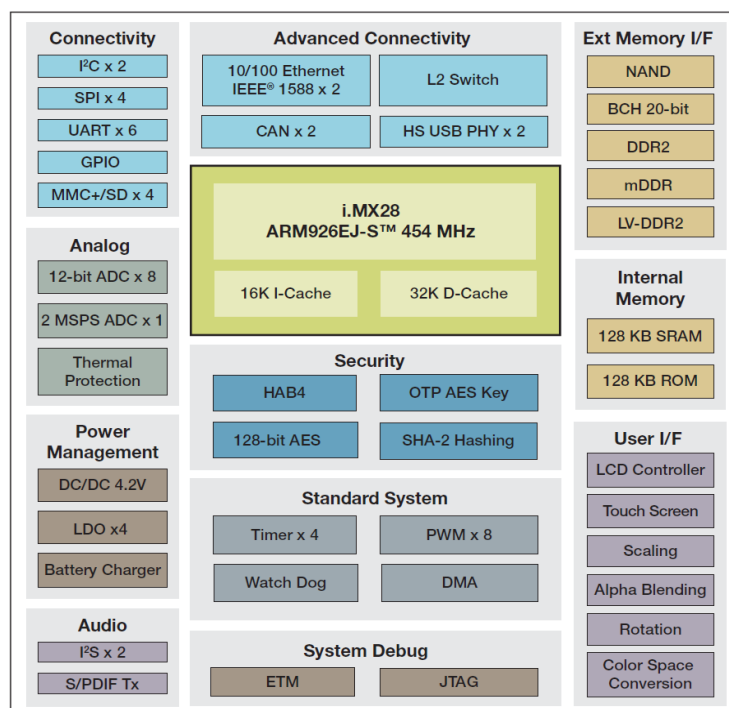 Connectivity
I²C x 2
SPI x 4
UART x 6
GPIO
MMC+/SD x 4
Analog
12-bit ADC x 8
2 MSPS ADC x 1
Thermal
Protection
Power
Management
DC/DC 4.2V
LDO x4
Battery Charger
Audio
I²S x 2
S/PDIF Tx
Advanced Connectivity
10/100 Ethernet
IEEE® 1588 x 2
L2 Switch
CAN x 2
HS USB PHY x 2
i.MX28
ARM926EJ-S™ 454 MHz
16K I-Cache
32K D-Cache
Security
HAB4
OTP AES Key
128-bit AES
SHA-2 Hashing
Standard System
Timer x 4
PWM x 8
Watch Dog
DMA
System Debug
ETM
JTAG
Ext Memory I/F
NAND
BCH 20-bit
DDR2
mDDR
LV-DDR2
Internal
Memory
128 KB SRAM
128 KB ROM
User I/F
LCD Controller
Touch Screen
Scaling
Alpha Blending
Rotation
Color Space
Conversion